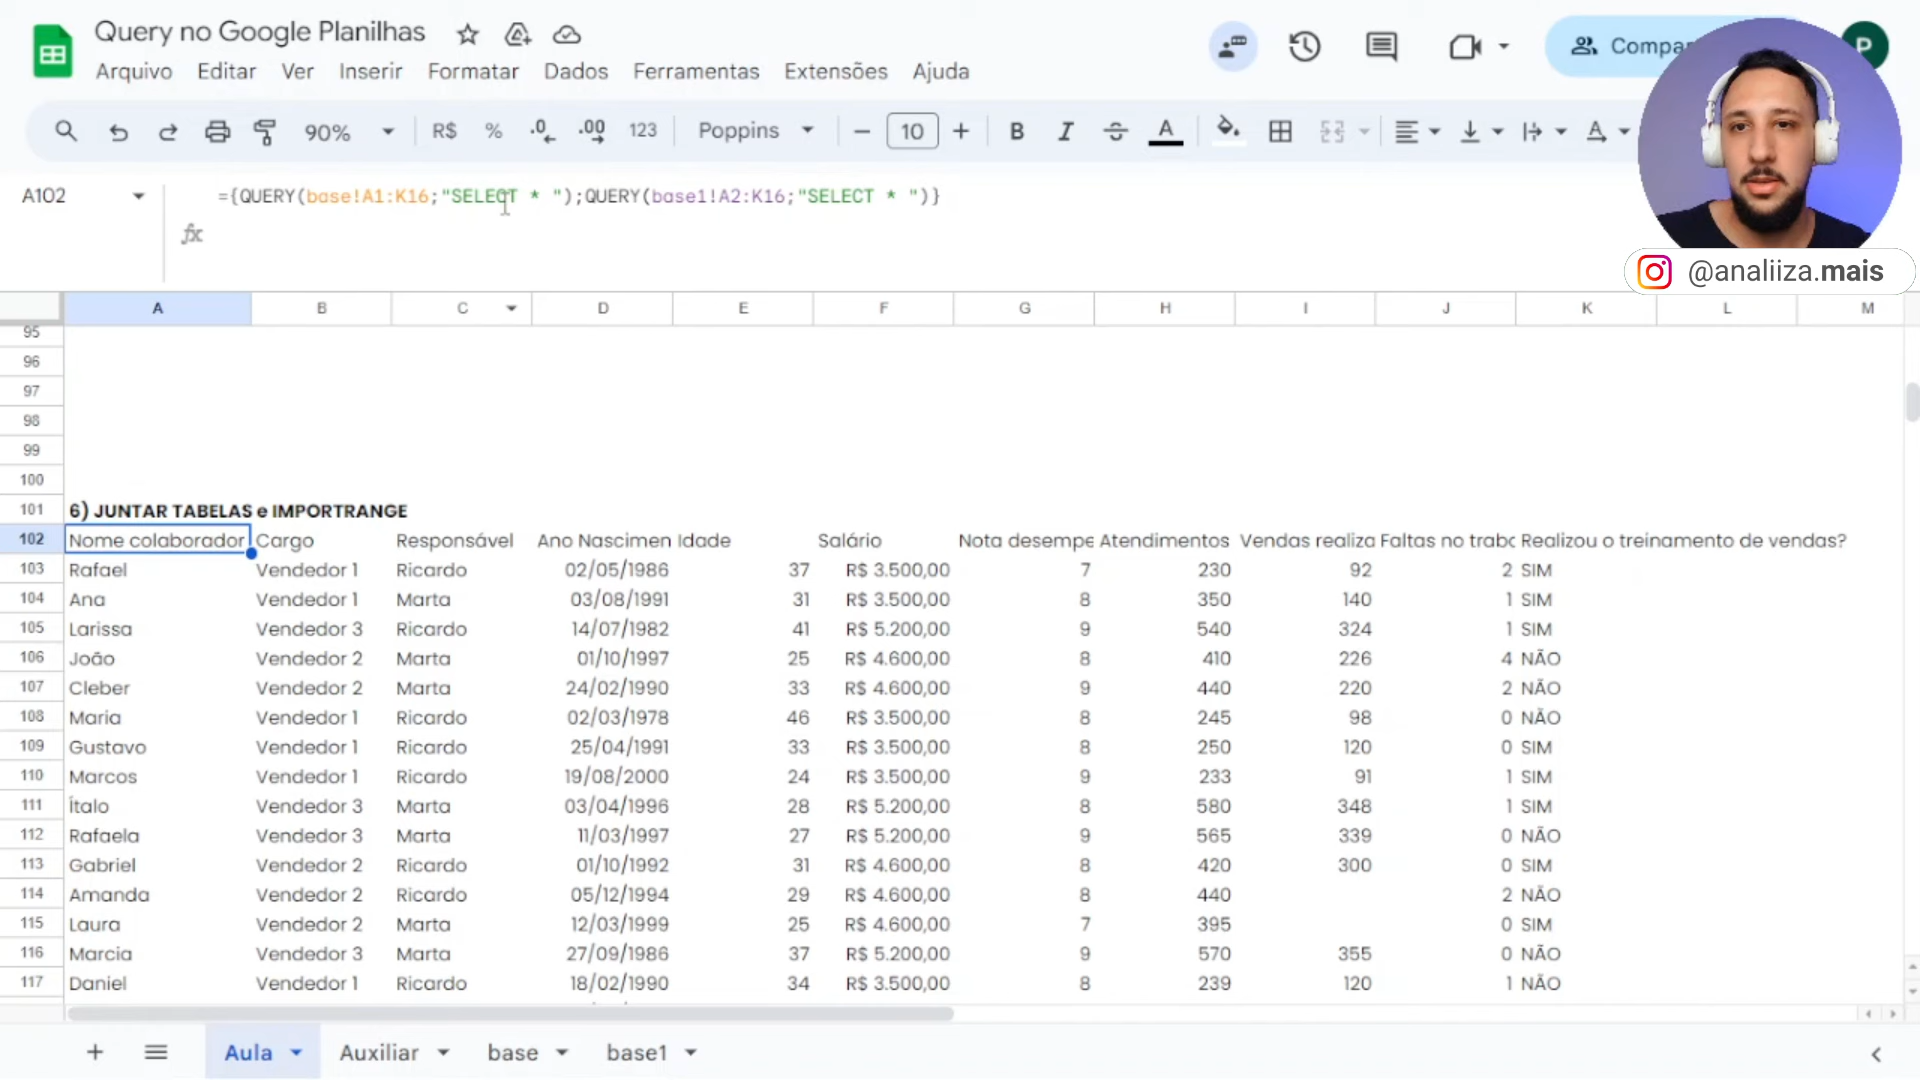 Query no Google Planilhas
Arquivo Editar Ver Inserir Formatar Dados Ferramentas Extensões Ajuda
Compar
P
90% R$ % .0 .00 123 Poppins 10 B I A
A102 ={QUERY(base!A1:K16;"SELECT * ");QUERY(base1!A2:K16;"SELECT * ")}
fx
@analiiza.mais
A B C D E F G H I J K L M
95
96
97
98
99
100
101 6) JUNTAR TABELAS e IMPORTRANGE
102 Nome colaborador Cargo Responsável Ano Nascimen Idade Salário Nota desempe Atendimentos Vendas realiza Faltas no trabc Realizou o treinamento de vendas?
103 Rafael Vendedor 1 Ricardo 02/05/1986 37 R$ 3.500,00 7 230 92 2 SIM
104 Ana Vendedor 1 Marta 03/08/1991 31 R$ 3.500,00 8 350 140 1 SIM
105 Larissa Vendedor 3 Ricardo 14/07/1982 41 R$ 5.200,00 9 540 324 1 SIM
106 João Vendedor 2 Marta 01/10/1997 25 R$ 4.600,00 8 410 226 4 NÃO
107 Cleber Vendedor 2 Marta 24/02/1990 33 R$ 4.600,00 9 440 220 2 NÃO
108 Maria Vendedor 1 Ricardo 02/03/1978 46 R$ 3.500,00 8 245 98 0 NÃO
109 Gustavo Vendedor 1 Ricardo 25/04/1991 33 R$ 3.500,00 8 250 120 0 SIM
110 Marcos Vendedor 1 Ricardo 19/08/2000 24 R$ 3.500,00 9 233 91 1 SIM
111 Ítalo Vendedor 3 Marta 03/04/1996 28 R$ 5.200,00 8 580 348 1 SIM
112 Rafaela Vendedor 3 Marta 11/03/1997 27 R$ 5.200,00 9 565 339 0 NÃO
113 Gabriel Vendedor 2 Ricardo 01/10/1992 31 R$ 4.600,00 8 420 300 0 SIM
114 Amanda Vendedor 2 Ricardo 05/12/1994 29 R$ 4.600,00 8 440 2 NÃO
115 Laura Vendedor 2 Marta 12/03/1999 25 R$ 4.600,00 7 395 0 SIM
116 Marcia Vendedor 3 Marta 27/09/1986 37 R$ 5.200,00 9 570 355 0 NÃO
117 Daniel Vendedor 1 Ricardo 18/02/1990 34 R$ 3.500,00 8 239 120 1 NÃO
Aula Auxiliar base base1